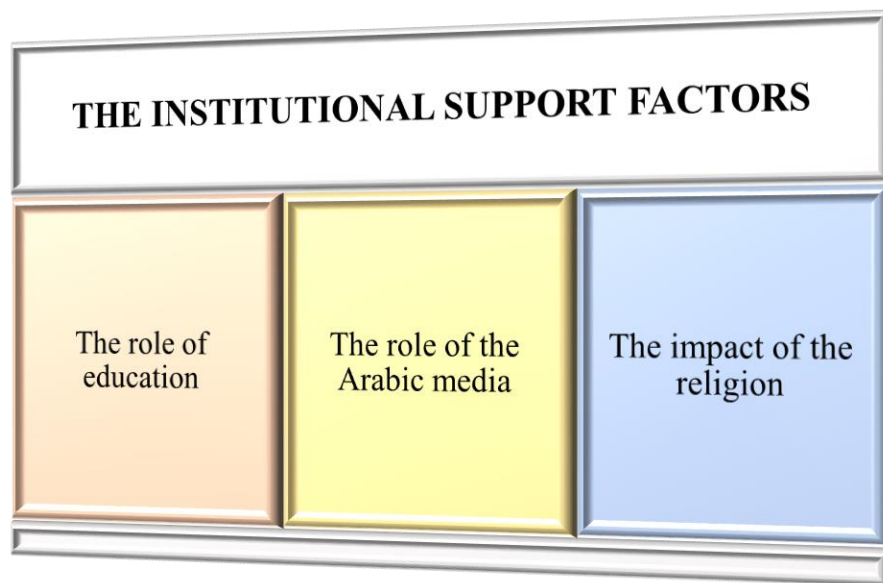 THE INSTITUTIONAL SUPPORT FACTORS
The role of
education
The role of the
Arabic media
The impact of the
religion